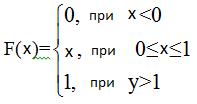 0, при x<0
F(x)= x, при 0≤x≤1
1, при y>1